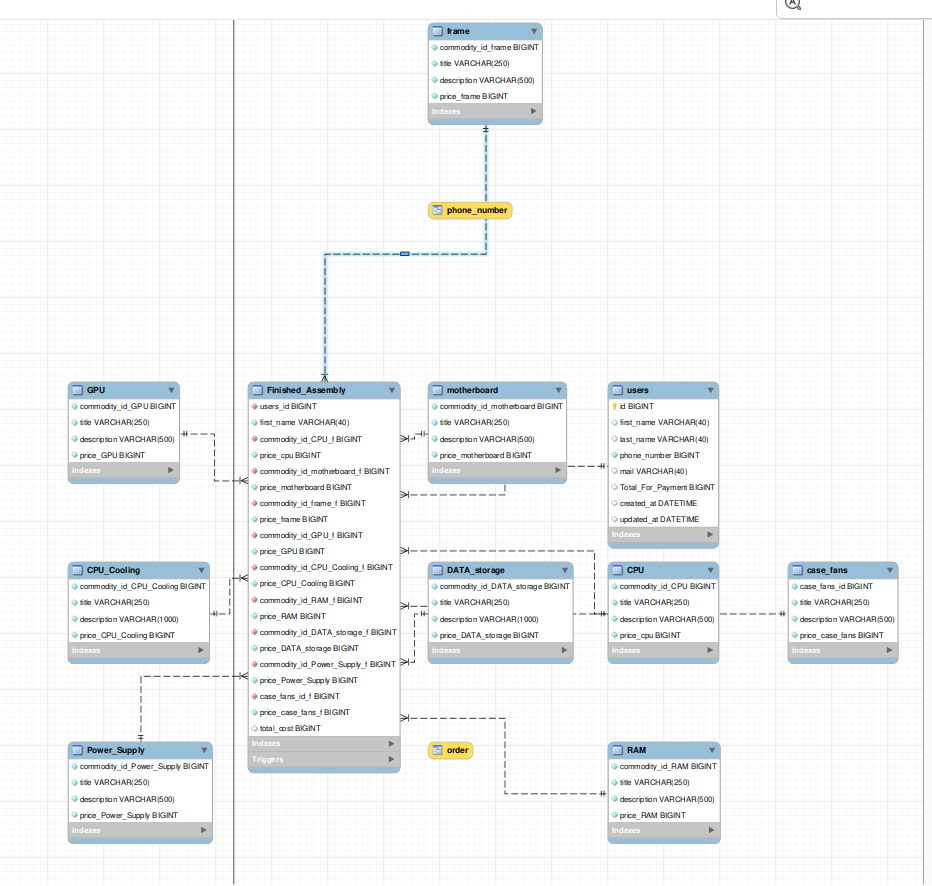 frame
commodity_id_frame BIGINT
title VARCHAR(250)
description VARCHAR(500)
price_frame BIGINT
Indexes
phone_number
GPU
commodity_id_GPU BIGINT
title VARCHAR(250)
description VARCHAR(500)
price_GPU BIGINT
Indexes
Finished_Assembly
users_id BIGINT
first_name VARCHAR(40)
commodity_id_CPU_f BIGINT
price_cpu BIGINT
commodity_id_motherboard_f BIGINT
price_motherboard BIGINT
commodity_id_frame_f BIGINT
price_frame BIGINT
commodity_id_GPU_f BIGINT
price_GPU BIGINT
commodity_id_CPU_Cooling_f BIGINT
price_CPU_Cooling BIGINT
commodity_id_RAM_f BIGINT
price_RAM BIGINT
commodity_id_DATA_storage_f BIGINT
price_DATA_storage BIGINT
commodity_id_Power_Supply_f BIGINT
price_Power_Supply BIGINT
case_fans_id_f BIGINT
price_case_fans_f BIGINT
total_cost BIGINT
Indexes
Triggers
motherboard
commodity_id_motherboard BIGINT
title VARCHAR(250)
description VARCHAR(500)
price_motherboard BIGINT
Indexes
users
id BIGINT
first_name VARCHAR(40)
last_name VARCHAR(40)
phone_number BIGINT
mail VARCHAR(40)
Total_For_Payment BIGINT
created_at DATETIME
updated_at DATETIME
Indexes
CPU_Cooling
commodity_id_CPU_Cooling BIGINT
title VARCHAR(250)
description VARCHAR(1000)
price_CPU_Cooling BIGINT
Indexes
DATA_storage
commodity_id_DATA_storage BIGINT
title VARCHAR(250)
description VARCHAR(1000)
price_DATA_storage BIGINT
Indexes
CPU
commodity_id_CPU BIGINT
title VARCHAR(250)
description VARCHAR(500)
price_cpu BIGINT
Indexes
case_fans
case_fans_id BIGINT
title VARCHAR(250)
description VARCHAR(500)
price_case_fans BIGINT
Indexes
Power_Supply
commodity_id_Power_Supply BIGINT
title VARCHAR(250)
description VARCHAR(500)
price_Power_Supply BIGINT
Indexes
order
RAM
commodity_id_RAM BIGINT
title VARCHAR(250)
description VARCHAR(500)
price_RAM BIGINT
Indexes